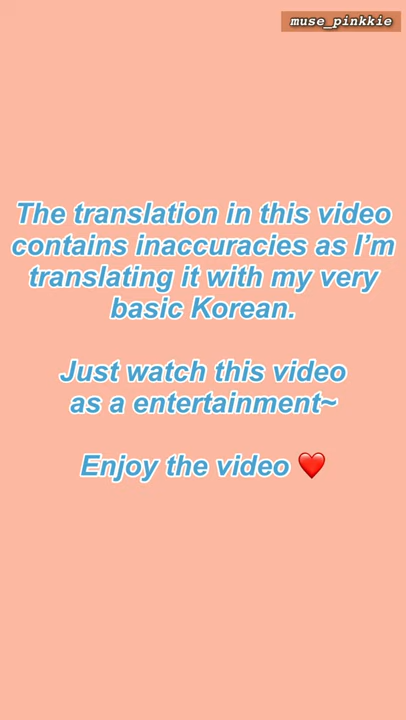 muse_pinkkie
The translation in this video
contains inaccuracies as I’m
translating it with my very
basic Korean.
Just watch this video
as a entertainment~
Enjoy the video ❤️